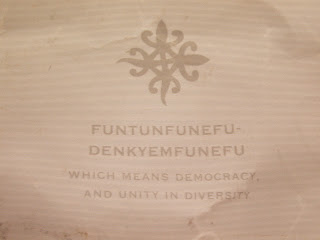 FUNTUNFUNEFU-
DENKYEMFUNEFU
"WHICH MEANS DEMOCRACY,
AND UNITY IN DIVERSITY